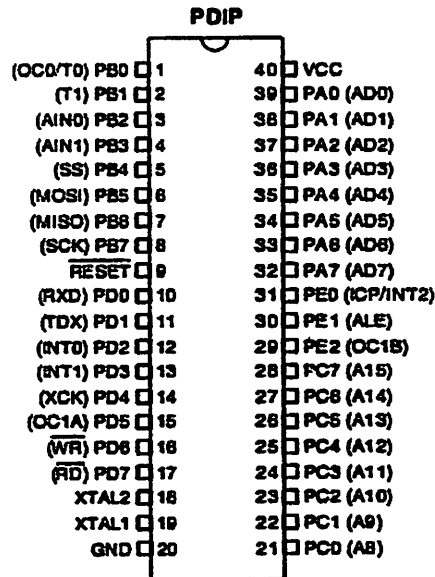 PDIP
(OC0/T0) PB0 1 40 VCC
(T1) PB1 2 39 PA0 (AD0)
(AIN0) PB2 3 38 PA1 (AD1)
(AIN1) PB3 4 37 PA2 (AD2)
(SS) PB4 5 36 PA3 (AD3)
(MOSI) PB5 6 35 PA4 (AD4)
(MISO) PB6 7 34 PA5 (AD5)
(SCK) PB7 8 33 PA6 (AD6)
RESET 9 32 PA7 (AD7)
(RXD) PD0 10 31 PE0 (ICP/INT2)
(TDX) PD1 11 30 PE1 (ALE)
(INT0) PD2 12 29 PE2 (OC1B)
(INT1) PD3 13 28 PC7 (A15)
(XCK) PD4 14 27 PC6 (A14)
(OC1A) PD5 15 26 PC5 (A13)
(WR) PD6 16 25 PC4 (A12)
(RD) PD7 17 24 PC3 (A11)
XTAL2 18 23 PC2 (A10)
XTAL1 19 22 PC1 (A9)
GND 20 21 PC0 (A8)